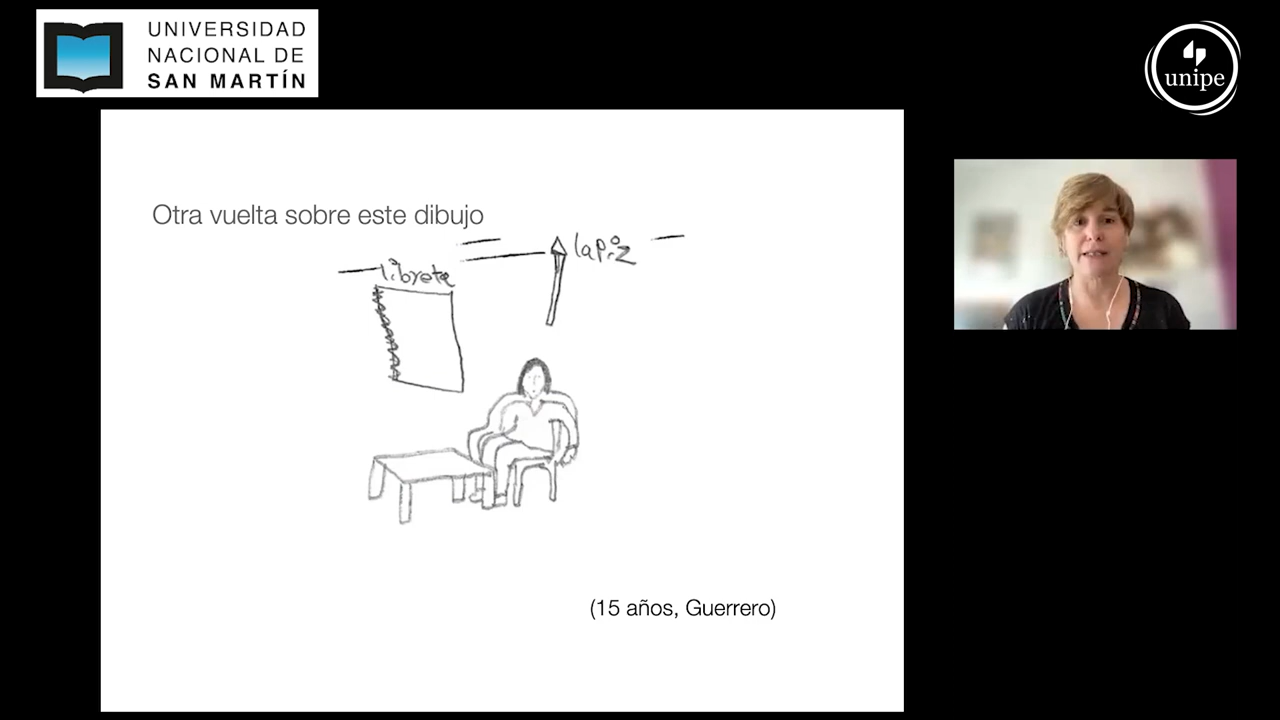 UNIVERSIDAD
NACIONAL DE
SAN MARTÍN
unipe
Otra vuelta sobre este dibujo
lapiz
libreta
(15 años, Guerrero)